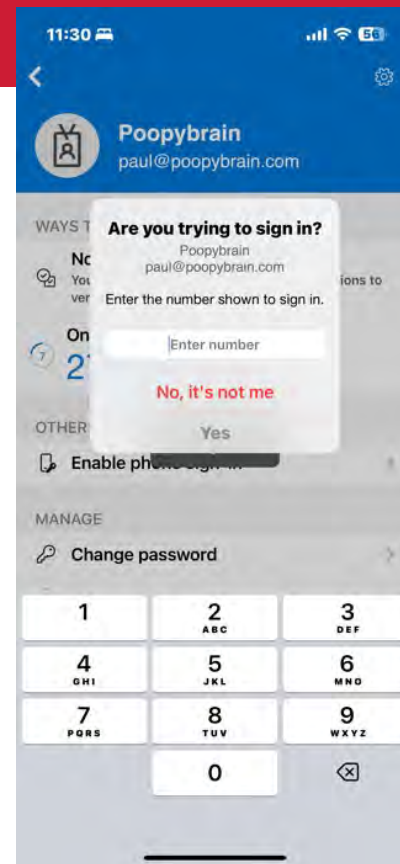 11:30
56
Poopybrain
paul@poopybrain.com
WAYS T
Are you trying to sign in?
Poopybrain
paul@poopybrain.com
No
You
ions to
ver
Enter the number shown to sign in.
On
7
Enter number
2
No, it's not me
OTHER
Yes
Enable phone sign-in
MANAGE
Change password
1
2
ABC
3
DEF
4
GHI
5
JKL
6
MNO
7
PQRS
8
TUV
9
WXYZ
0